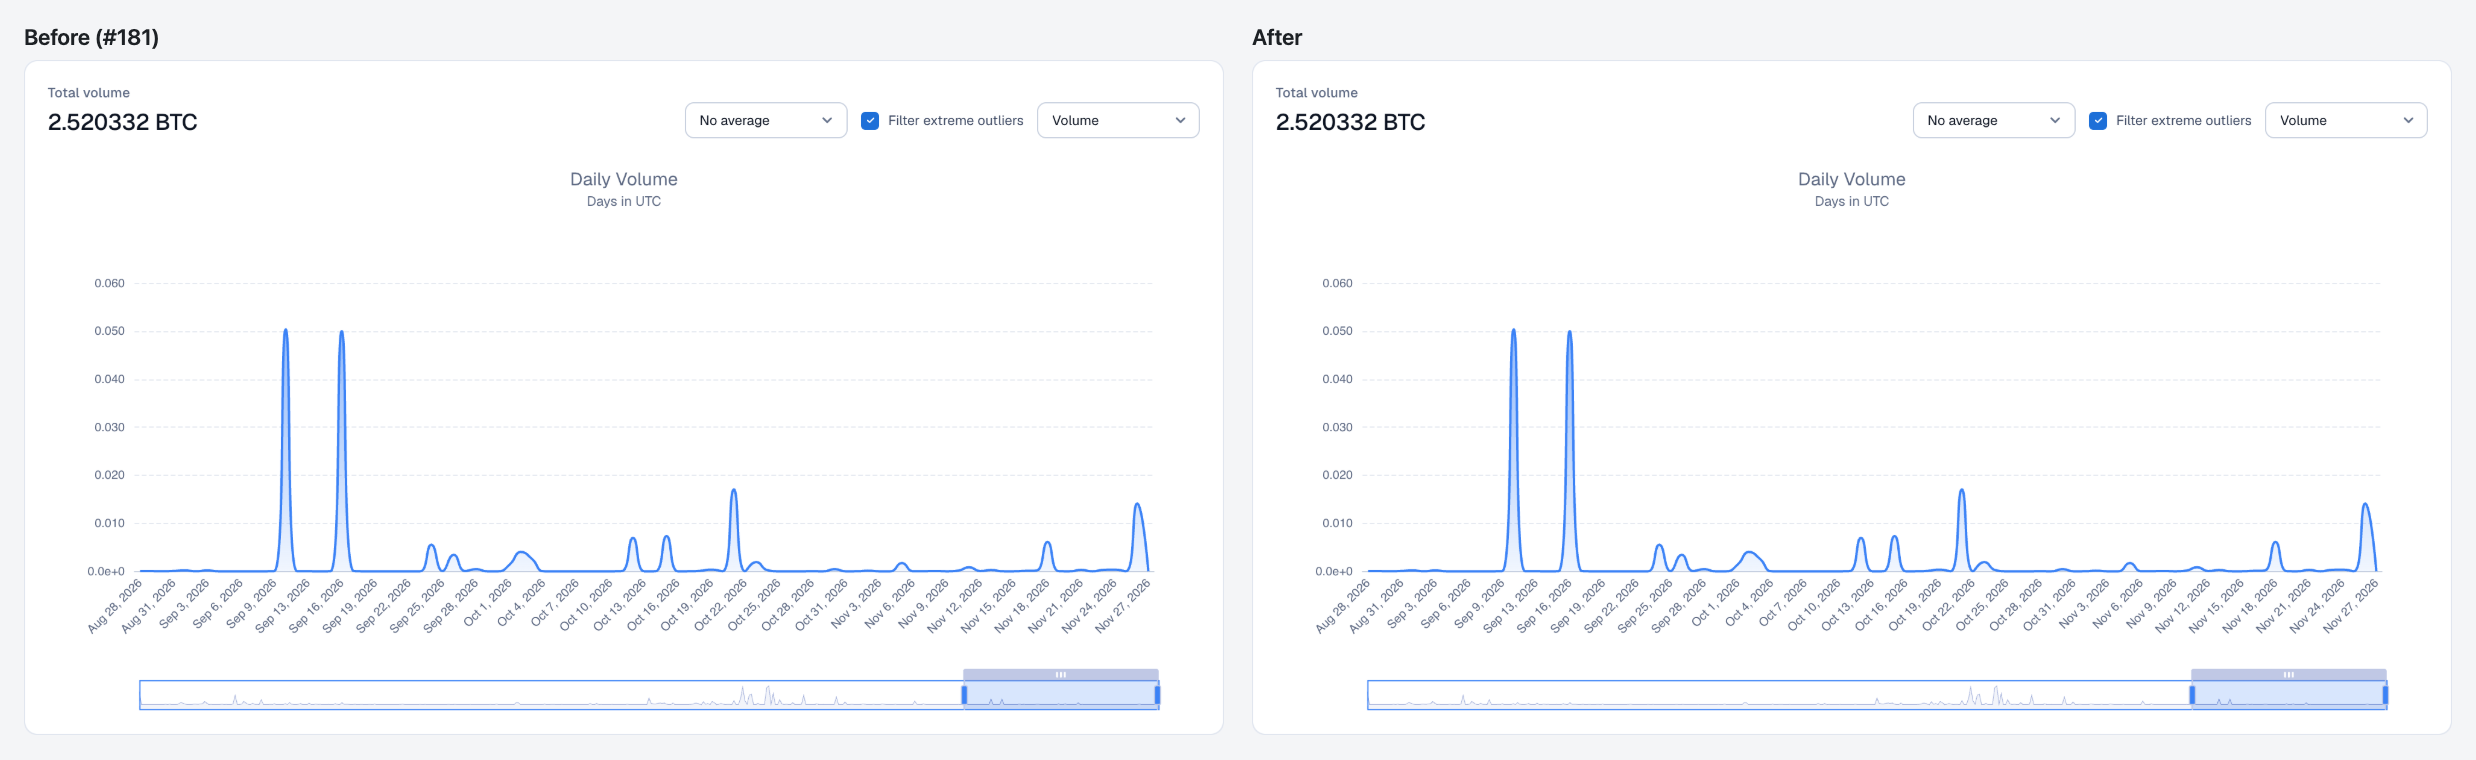 Before (#181)
Total volume
2.520332 BTC
No average
Filter extreme outliers
Volume
Daily Volume
Days in UTC
0.060
0.050
0.040
0.030
0.020
0.010
0.0e+0
Aug 28, 2026
Aug 31, 2026
Sep 3, 2026
Sep 6, 2026
Sep 9, 2026
Sep 13, 2026
Sep 16, 2026
Sep 19, 2026
Sep 22, 2026
Sep 25, 2026
Sep 28, 2026
Oct 1, 2026
Oct 4, 2026
Oct 7, 2026
Oct 10, 2026
Oct 13, 2026
Oct 16, 2026
Oct 19, 2026
Oct 22, 2026
Oct 25, 2026
Oct 28, 2026
Oct 31, 2026
Nov 3, 2026
Nov 6, 2026
Nov 9, 2026
Nov 12, 2026
Nov 15, 2026
Nov 18, 2026
Nov 21, 2026
Nov 24, 2026
Nov 27, 2026
After
Total volume
2.520332 BTC
No average
Filter extreme outliers
Volume
Daily Volume
Days in UTC
0.060
0.050
0.040
0.030
0.020
0.010
0.0e+0
Aug 28, 2026
Aug 31, 2026
Sep 3, 2026
Sep 6, 2026
Sep 9, 2026
Sep 13, 2026
Sep 16, 2026
Sep 19, 2026
Sep 22, 2026
Sep 25, 2026
Sep 28, 2026
Oct 1, 2026
Oct 4, 2026
Oct 7, 2026
Oct 10, 2026
Oct 13, 2026
Oct 16, 2026
Oct 19, 2026
Oct 22, 2026
Oct 25, 2026
Oct 28, 2026
Oct 31, 2026
Nov 3, 2026
Nov 6, 2026
Nov 9, 2026
Nov 12, 2026
Nov 15, 2026
Nov 18, 2026
Nov 21, 2026
Nov 24, 2026
Nov 27, 2026